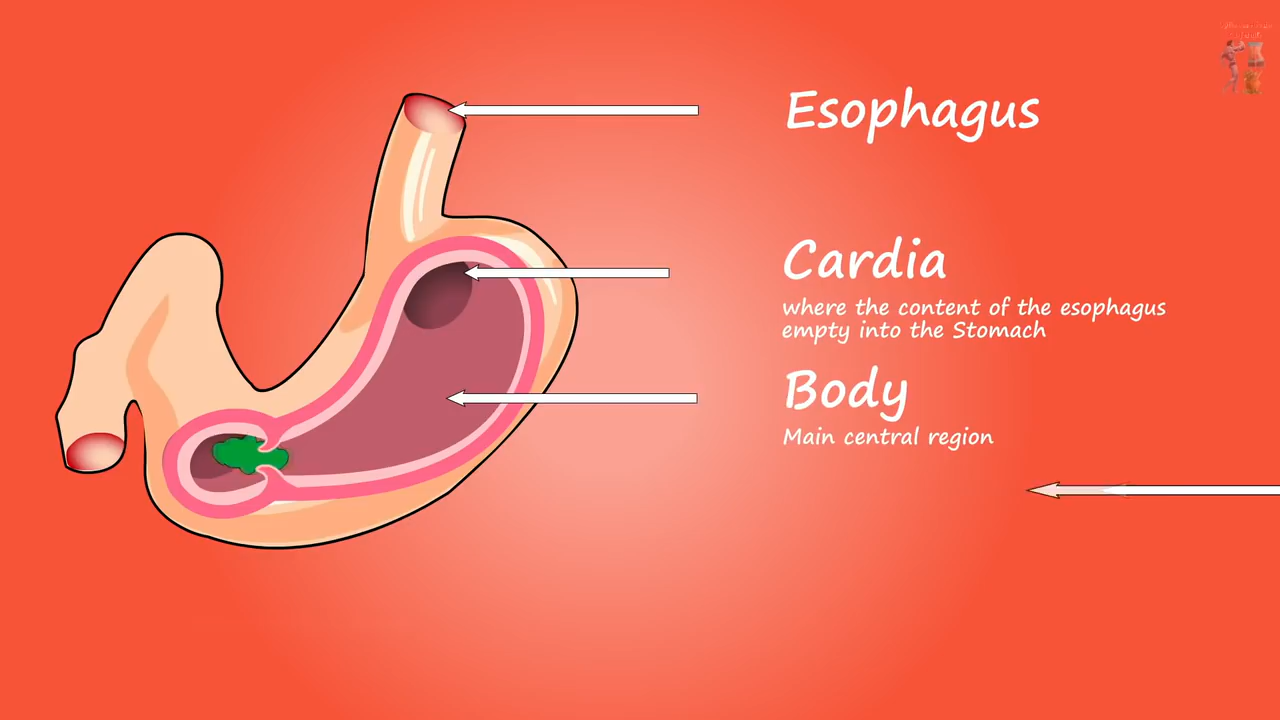 Esophagus
Cardia
where the content of the esophagus
empty into the Stomach
Body
Main central region